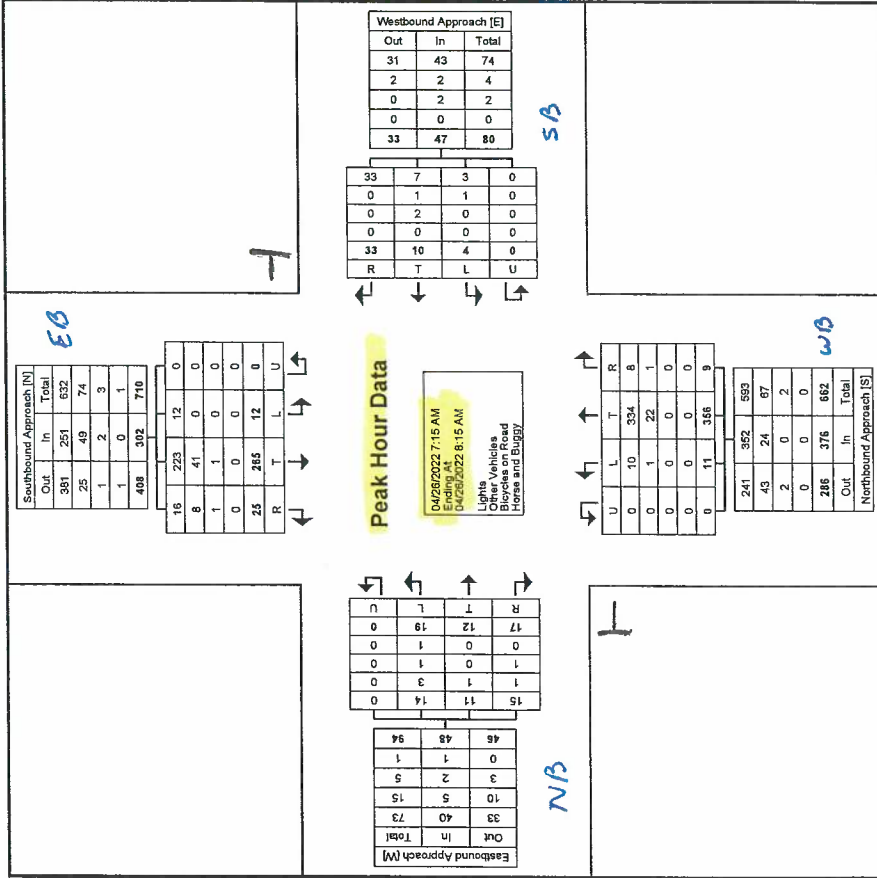 Westbound Approach [E]
Out In Total
31 43 74
2 2 4
0 2 2
0 0 0
33 47 80
SB
33 7 3 0
0 1 1 0
0 2 0 0
0 0 0 0
33 10 4 0
R T L U
EB
Southbound Approach [N]
Out In Total
381 251 632
25 49 74
1 2 3
1 0 1
408 302 710
16 223 12 0
8 41 0 0
1 1 0 0
0 0 0 0
25 265 12 0
R T L U
Peak Hour Data
04/26/2022 7:15 AM
Ending At
04/26/2022 8:15 AM
Lights
Other Vehicles
Bicycles on Road
Horse and Buggy
U L T R
0 10 334 8
0 1 22 1
0 0 0 0
0 0 0 0
0 11 356 9
241 352 593
43 24 67
2 0 2
0 0 0
286 376 662
Out In Total
Northbound Approach [S]
WB
Eastbound Approach [W]
Out In Total
33 40 73
10 5 15
3 2 5
0 1 1
46 48 94
15 11 14 0
1 1 3 0
1 0 1 0
0 0 1 0
17 12 19 0
R T L U
NB